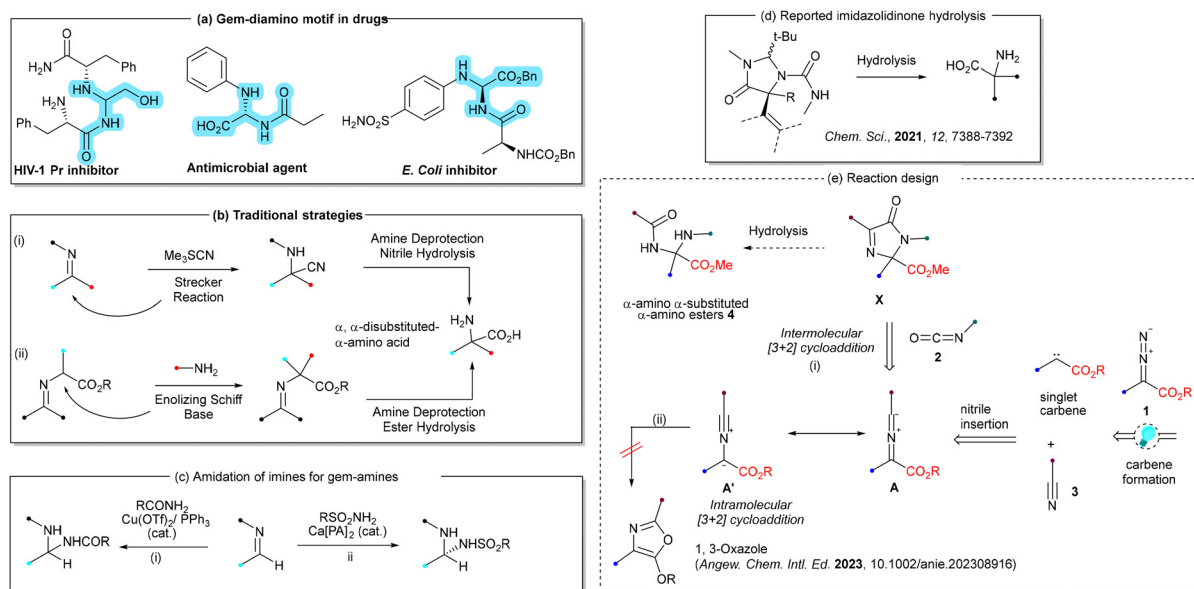 (a) Gem-diamino motif in drugs
O
H2N
Ph
NH2
NH
OH
Ph
NH
O
HIV-1 Pr inhibitor
NH
O
HO2C
N
H
Antimicrobial agent
H
N
CO2Bn
NH
O
SO2NH2
NHCO2Bn
E. Coli inhibitor
(b) Traditional strategies
(i)
N
Me3SCN
Strecker
Reaction
NH
CN
Amine Deprotection
Nitrile Hydrolysis
H2N
CO2H
α, α-disubstituted-
α-amino acid
(ii)
N
CO2R
NH2
Enolizing Schiff
Base
N
CO2R
Amine Deprotection
Ester Hydrolysis
(c) Amidation of imines for gem-amines
NH
NHCOR
H
RCONH2
Cu(OTf)2/ PPh3
(cat.)
(i)
N
H
RSO2NH2
Ca[PA]2 (cat.)
ii
NH
NHSO2R
H
(d) Reported imidazolidinone hydrolysis
t-Bu
N
N
O
R
O
NH
Hydrolysis
HO2C
NH2
Chem. Sci., 2021, 12, 7388-7392
(e) Reaction design
O
HN
HN
CO2Me
α-amino α-substituted
α-amino esters 4
Hydrolysis
O
N
N
CO2Me
X
Intermolecular
[3+2] cycloaddition
(i)
O=C=N
2
CO2R
singlet
carbene
+
N
3
N
N
CO2R
1
carbene
formation
nitrile
insertion
N
CO2R
A
N
CO2R
A'
(ii)
Intramolecular
[3+2] cycloaddition
N
O
OR
1, 3-Oxazole
(Angew. Chem. Intl. Ed. 2023, 10.1002/anie.202308916)